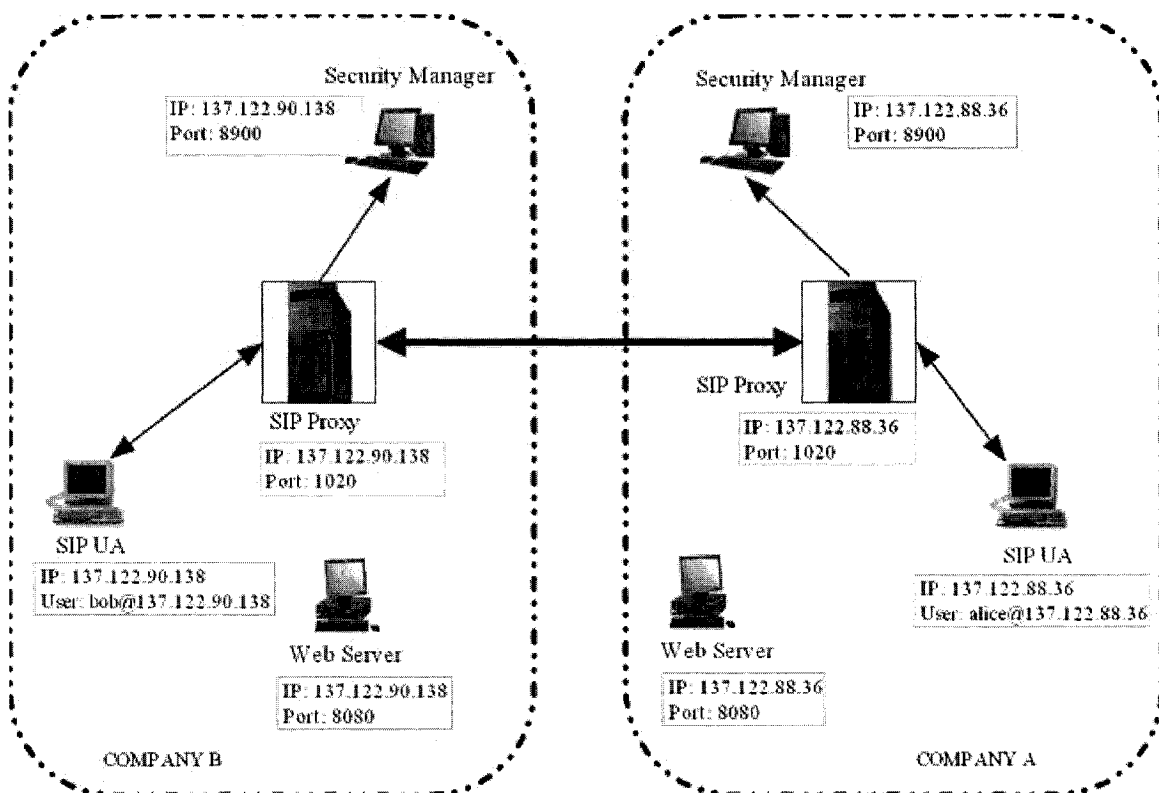 Security Manager
IP: 137.122.90.138
Port: 8900
SIP Proxy
IP: 137.122.90.138
Port: 1020
SIP UA
IP: 137.122.90.138
User: bob@137.122.90.138
Web Server
IP: 137.122.90.138
Port: 8080
COMPANY B
Security Manager
IP: 137.122.88.36
Port: 8900
SIP Proxy
IP: 137.122.88.36
Port: 1020
SIP UA
IP: 137.122.88.36
User: alice@137.122.88.36
Web Server
IP: 137.122.88.36
Port: 8080
COMPANY A